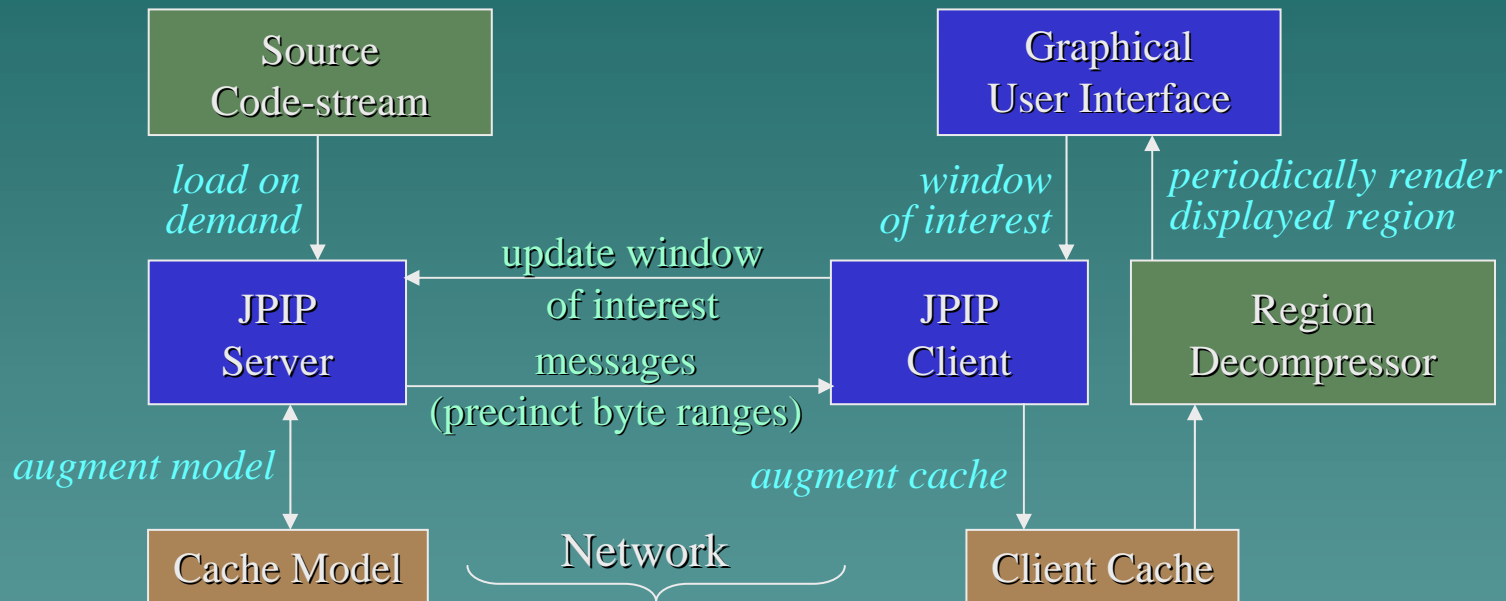 Source
Code-stream
Graphical
User Interface
load on
demand
window
of interest
periodically render
displayed region
update window
of interest
JPIP
Server
messages
(precinct byte ranges)
JPIP
Client
Region
Decompressor
augment model
augment cache
Cache Model
Network
Client Cache